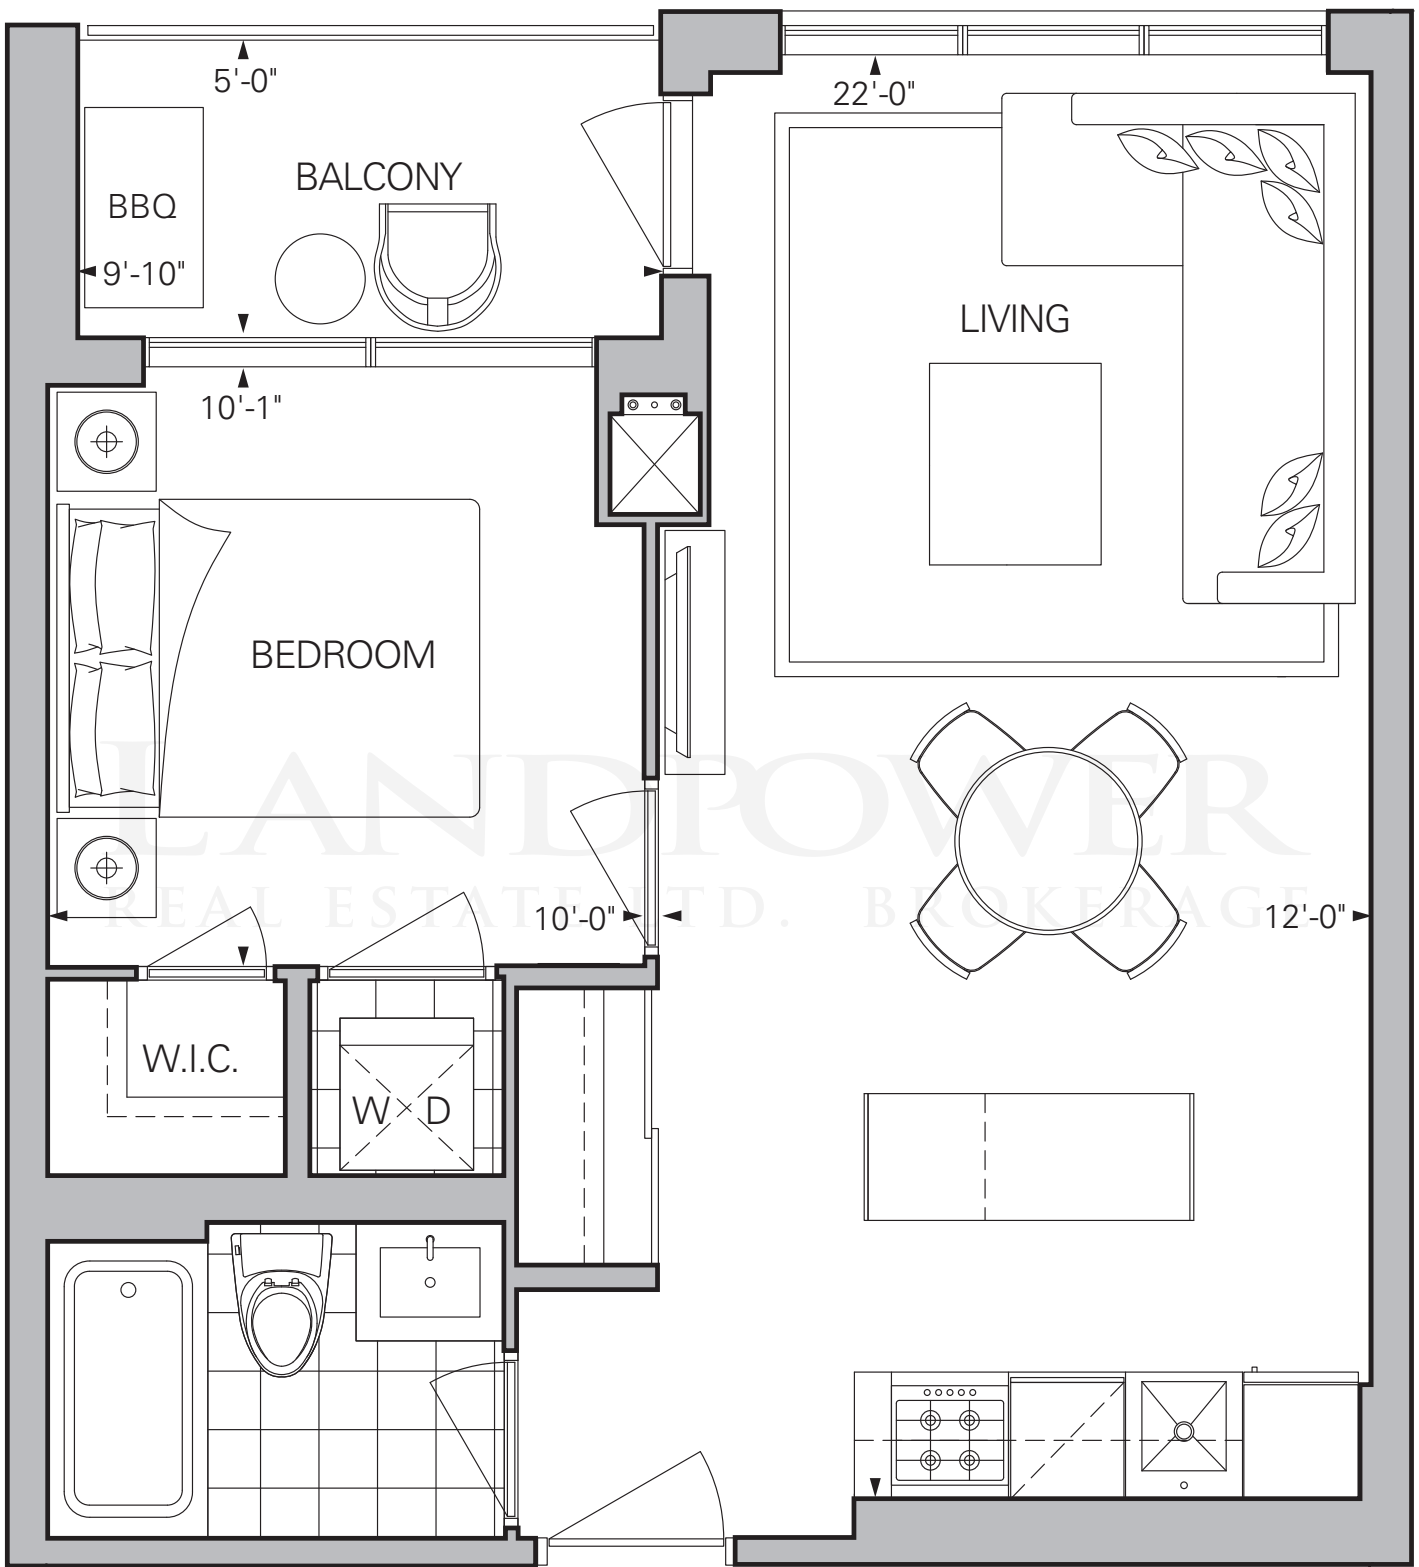 5'-0"
22'-0"
BALCONY
BBQ
9'-10"
LIVING
10'-1"
BEDROOM
LANDPOWER
REAL ESTATE LTD. BROKERAGE
10'-0"
12'-0"
W.I.C.
W D